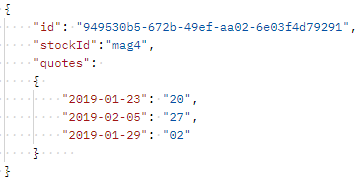 {
"id": "949530b5-672b-49ef-aa02-6e03f4d79291",
"stockId":"mag4",
"quotes":
{
"2019-01-23": "20",
"2019-02-05": "27",
"2019-01-29": "02"
}
}